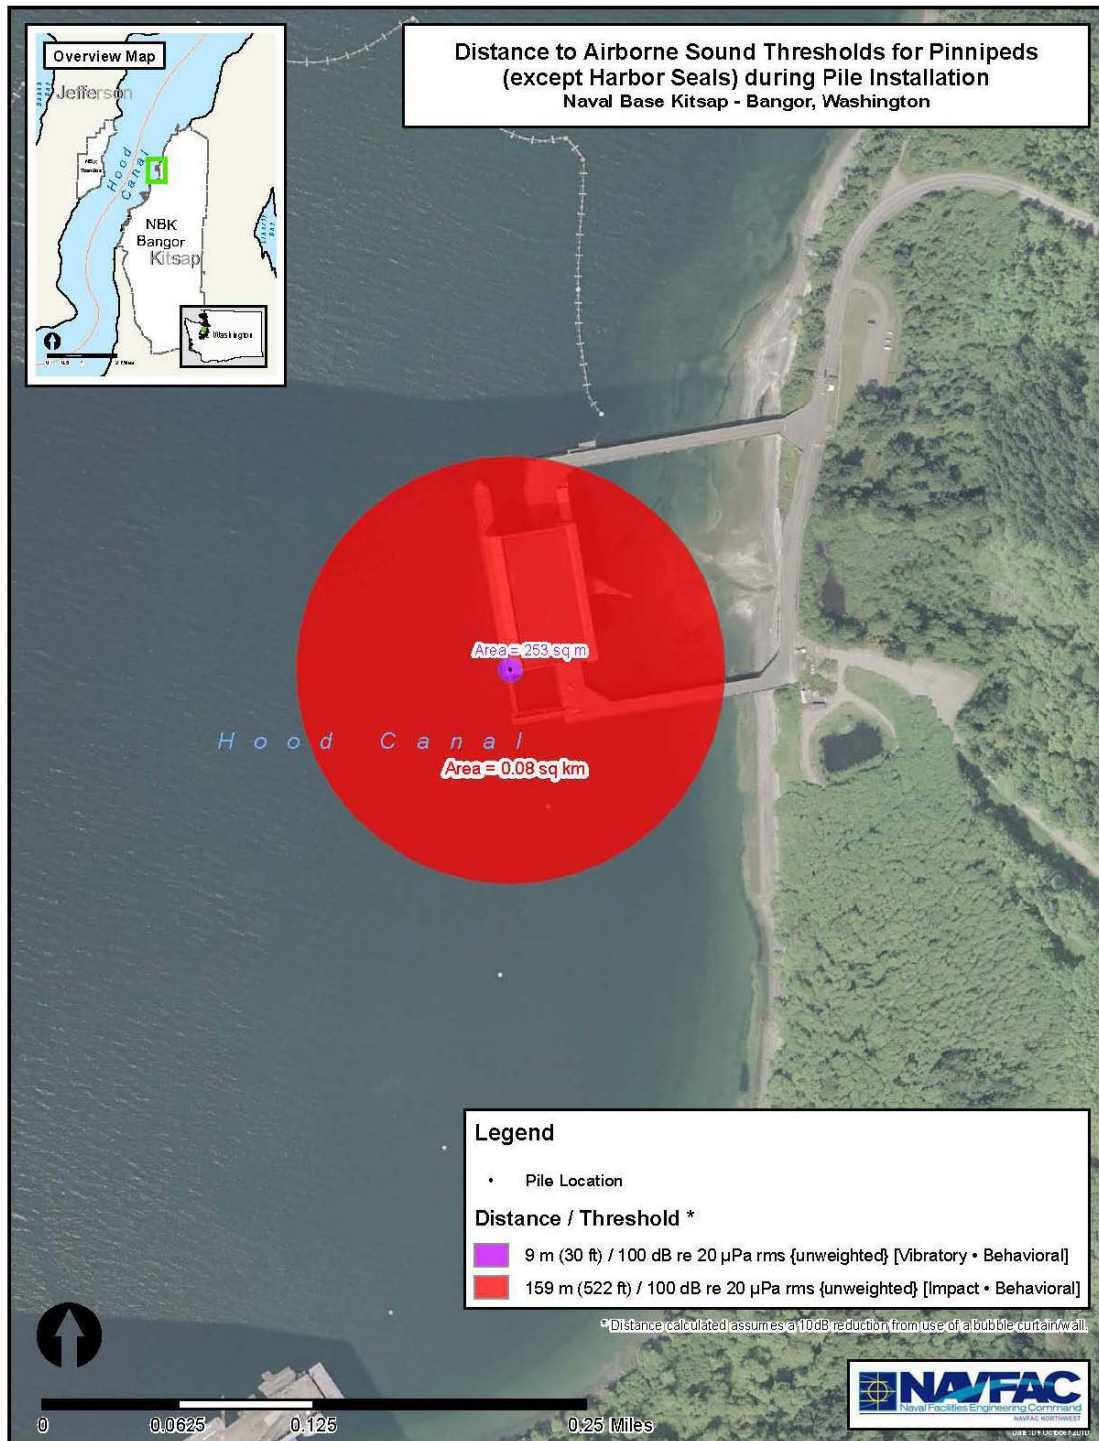 Overview Map
Jefferson
Hood
Canal
NBK
Bangor
Kitsap
Washington
0
2 Miles
Distance to Airborne Sound Thresholds for Pinnipeds
(except Harbor Seals) during Pile Installation
Naval Base Kitsap - Bangor, Washington
Area = 253 sq m
Hood Canal
Area = 0.08 sq km
Legend
Pile Location
Distance / Threshold *
9 m (30 ft) / 100 dB re 20 µPa rms {unweighted} [Vibratory • Behavioral]
159 m (522 ft) / 100 dB re 20 µPa rms {unweighted} [Impact • Behavioral]
* Distance calculated assumes a 10dB reduction from use of a bubble curtain/wall.
0 0.0625 0.125 0.25 Miles
NAVFAC
Naval Facilities Engineering Command
NAVFAC NORTHWEST